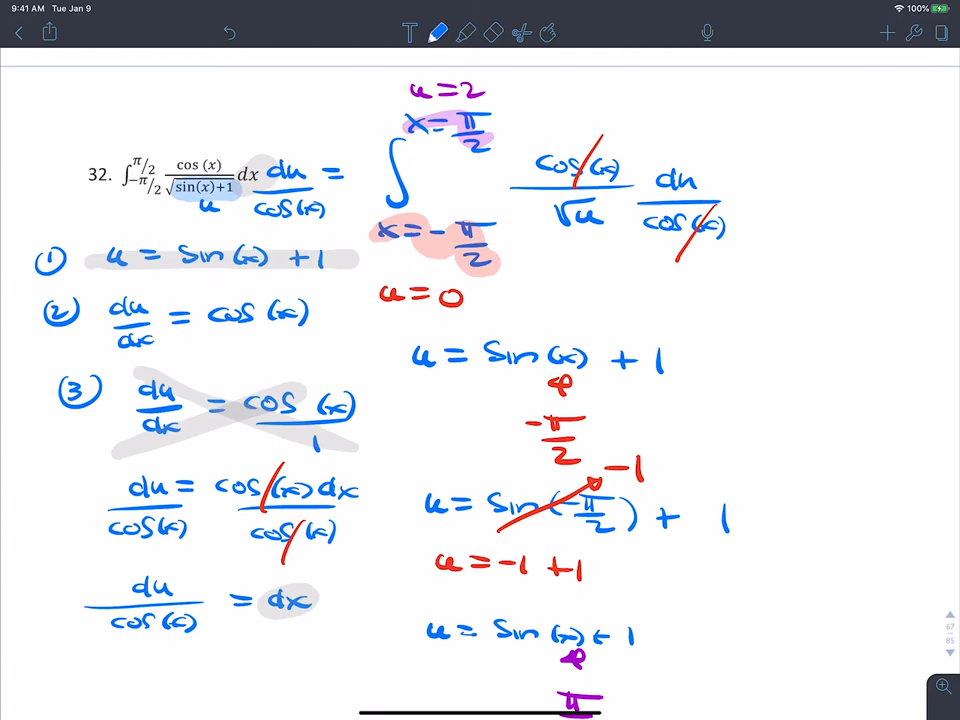 9:41 AM Tue Jan 9
100%
T
u = 2
x = π/2
32. ∫_{-π/2}^{π/2} cos(x)/√(sin(x)+1) dx
u
du/cos(x) =
∫ cos(x)/√u du/cos(x)
x = -π/2
u = 0
① u = sin(x) + 1
② du/dx = cos(x)
③ du/dx = cos(x)/1
du/cos(x) = cos(x)dx/cos(x)
du/cos(x) = dx
u = sin(x) + 1
-π/2
-1
u = sin(-π/2) + 1
u = -1 + 1
u = sin(x) + 1
π
67
85